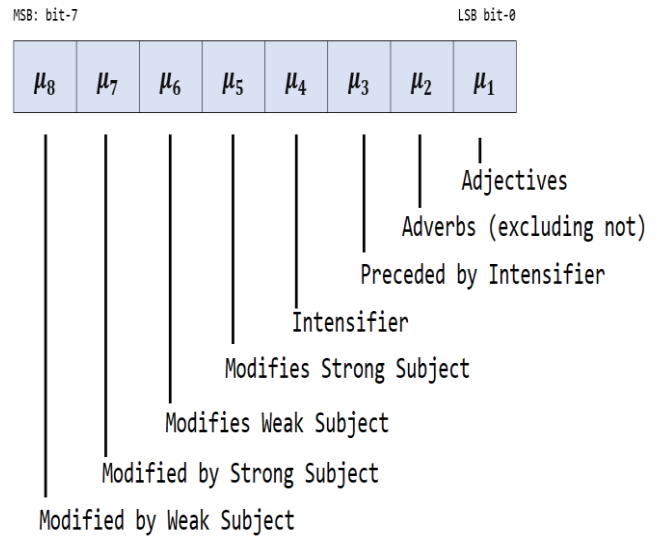 MSB: bit-7 LSB bit-0
μ8 μ7 μ6 μ5 μ4 μ3 μ2 μ1
Adjectives
Adverbs (excluding not)
Preceded by Intensifier
Intensifier
Modifies Strong Subject
Modifies Weak Subject
Modified by Strong Subject
Modified by Weak Subject